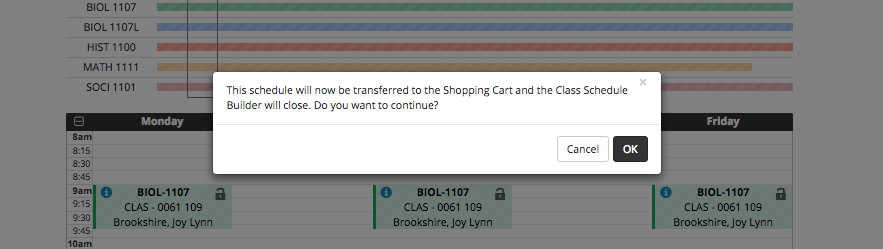 BIOL 1107
BIOL 1107L
HIST 1100
MATH 1111
SOCI 1101
This schedule will now be transferred to the Shopping Cart and the Class Schedule
Builder will close. Do you want to continue?
×
Cancel OK
Monday Friday
8am
8:15
8:30
8:45
9am BIOL-1107 BIOL-1107 BIOL-1107
9:15 CLAS - 0061 109 CLAS - 0061 109 CLAS - 0061 109
9:30 Brookshire, Joy Lynn Brookshire, Joy Lynn Brookshire, Joy Lynn
9:45
10am